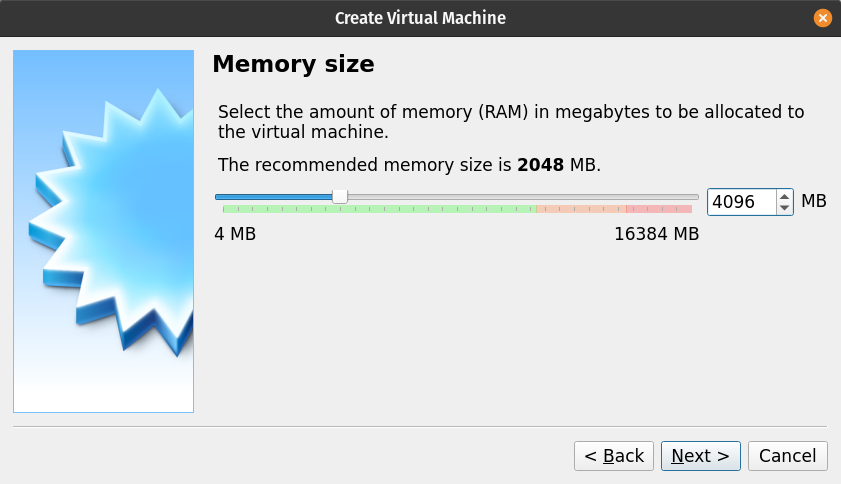 Create Virtual Machine
Memory size
Select the amount of memory (RAM) in megabytes to be allocated to
the virtual machine.
The recommended memory size is 2048 MB.
4096 MB
4 MB 16384 MB
< Back Next > Cancel